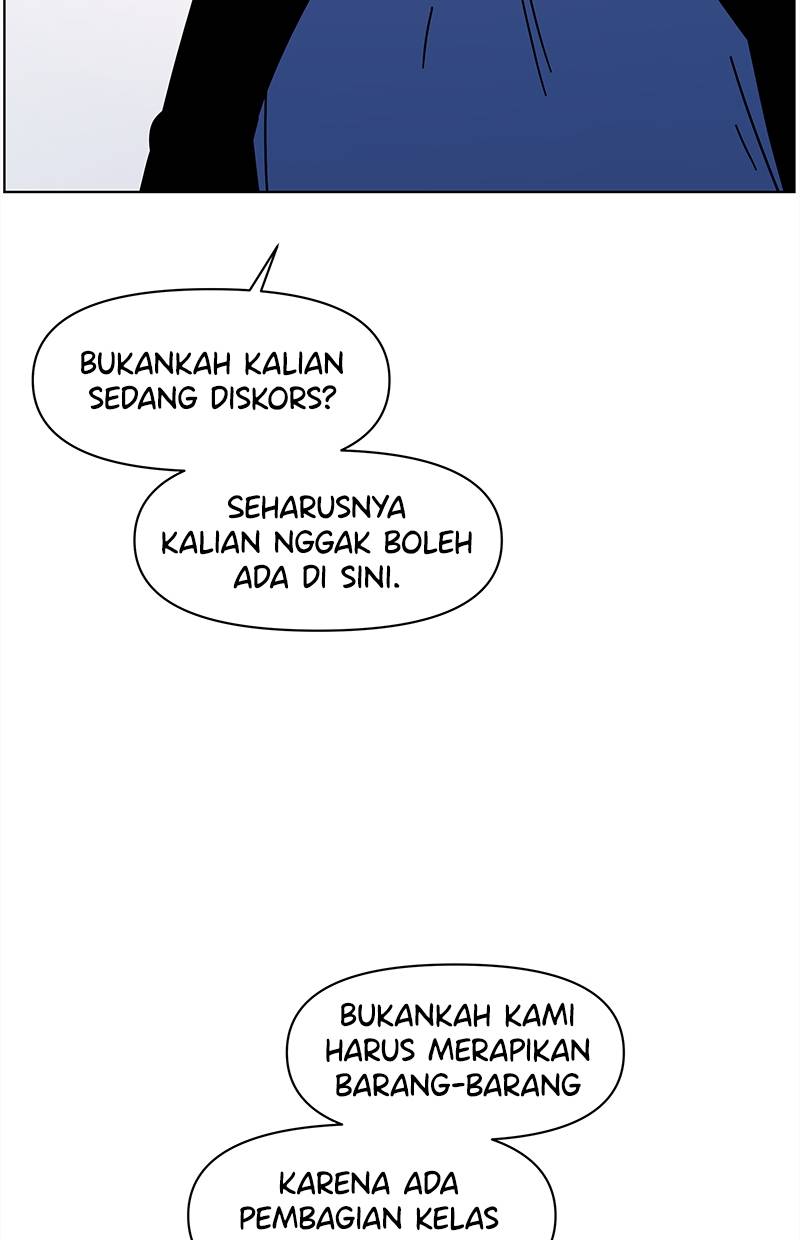 BUKANKAH KALIAN
SEDANG DISKORS?
SEHARUSNYA
KALIAN NGGAK BOLEH
ADA DI SINI.
BUKANKAH KAMI
HARUS MERAPIKAN
BARANG-BARANG
KARENA ADA
PEMBAGIAN KELAS